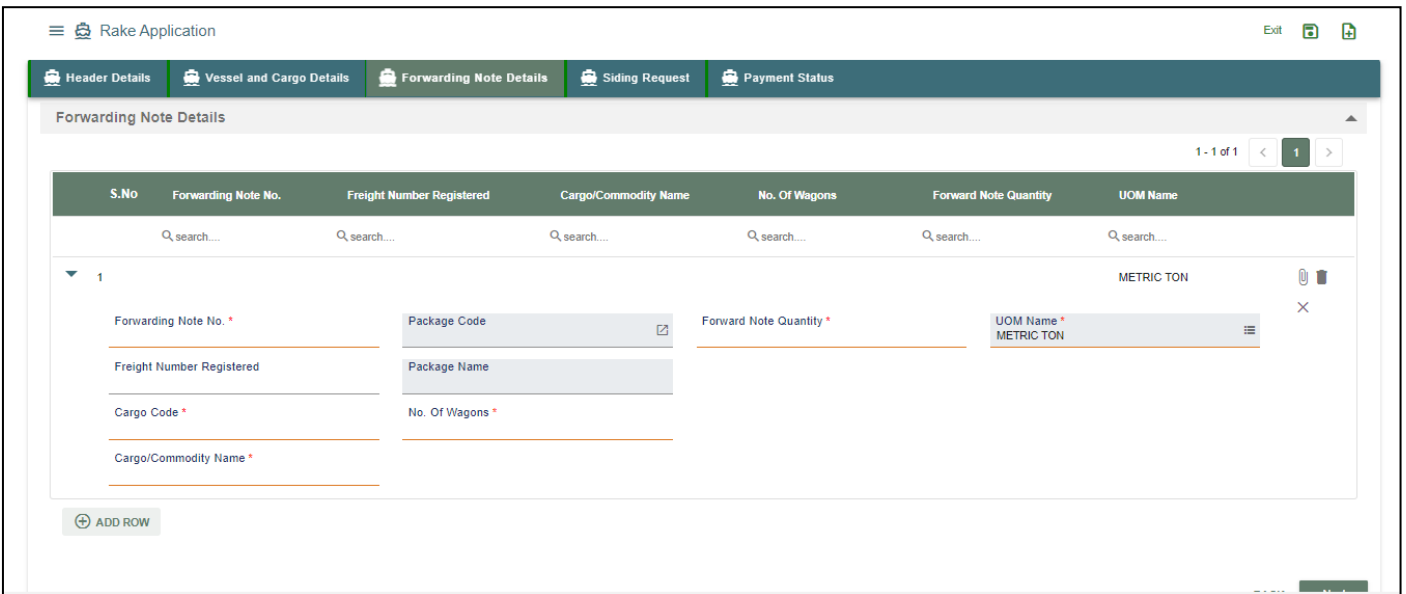 Rake Application
Exit
Header Details Vessel and Cargo Details Forwarding Note Details Siding Request Payment Status
Forwarding Note Details
1 - 1 of 1 < 1 >
S.No Forwarding Note No. Freight Number Registered Cargo/Commodity Name No. Of Wagons Forward Note Quantity UOM Name
search.... search.... search.... search.... search.... search....
1 METRIC TON
Forwarding Note No. * Package Code Forward Note Quantity * UOM Name *
METRIC TON
Freight Number Registered Package Name
Cargo Code * No. Of Wagons *
Cargo/Commodity Name *
ADD ROW